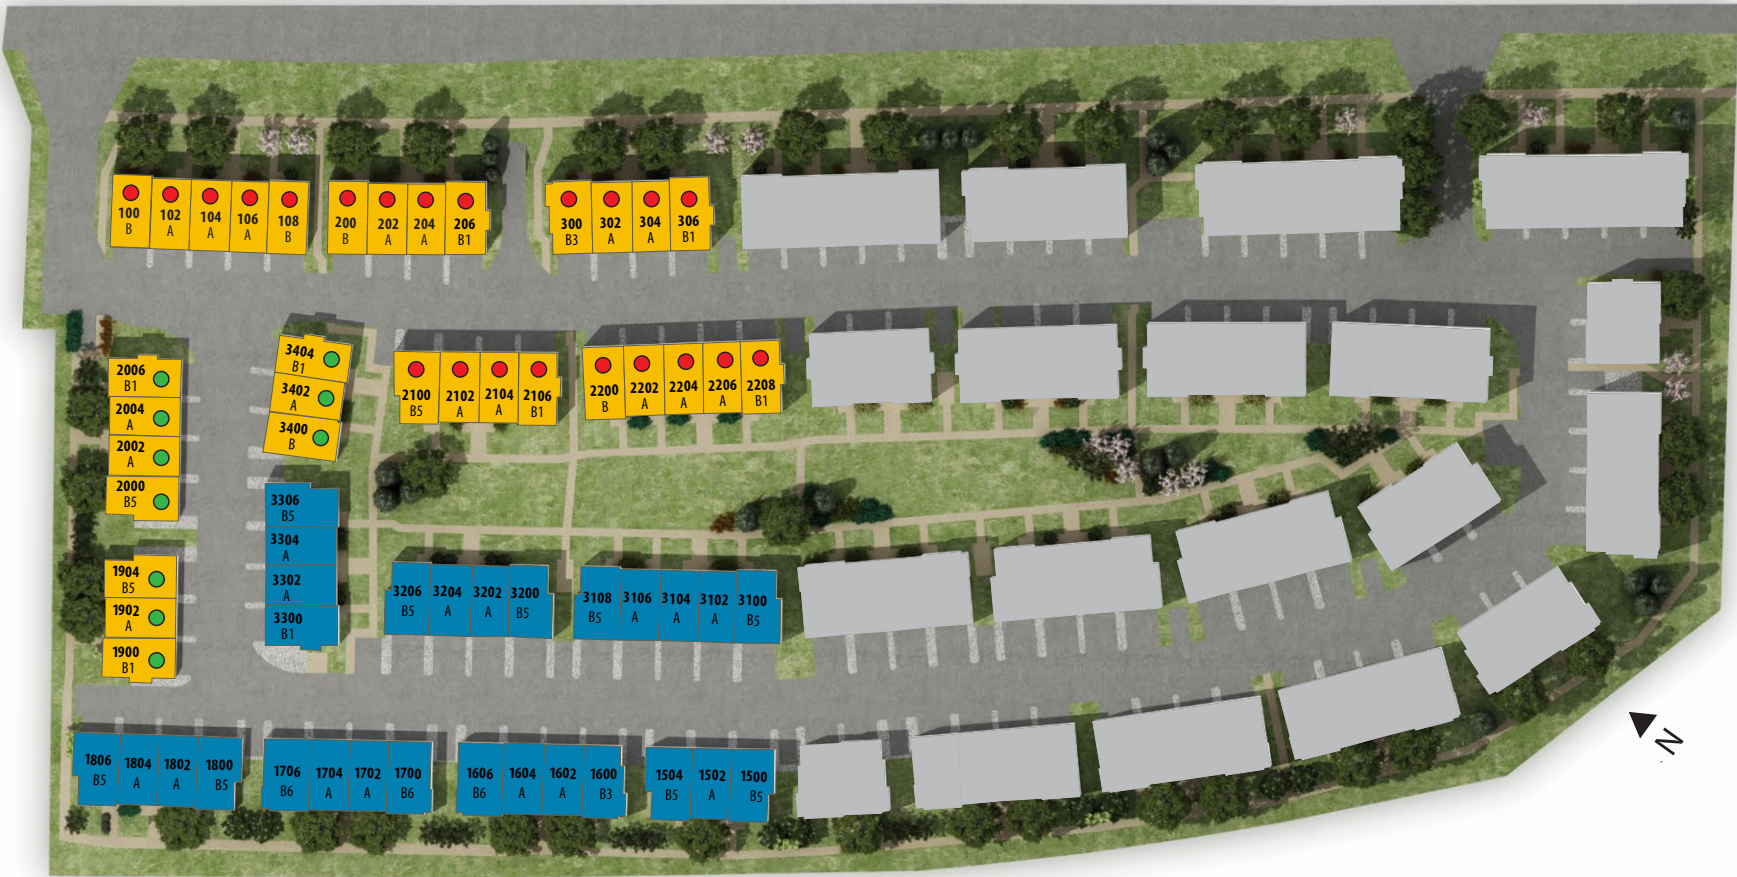 100
B
102
A
104
A
106
A
108
B
200
B
202
A
204
A
206
B1
300
B3
302
A
304
A
306
B1
2006
B1
2004
A
2002
A
2000
B5
3404
B1
3402
A
3400
B
2100
B5
2102
A
2104
A
2106
B1
2200
B
2202
A
2204
A
2206
A
2208
B1
3306
B5
3304
A
3302
A
3300
B1
1904
B5
1902
A
1900
B1
3206
B5
3204
A
3202
A
3200
B5
3108
B5
3106
A
3104
A
3102
A
3100
B5
1806
B5
1804
A
1802
A
1800
B5
1706
B6
1704
A
1702
A
1700
B6
1606
B6
1604
A
1602
A
1600
B3
1504
B5
1502
A
1500
B5
N